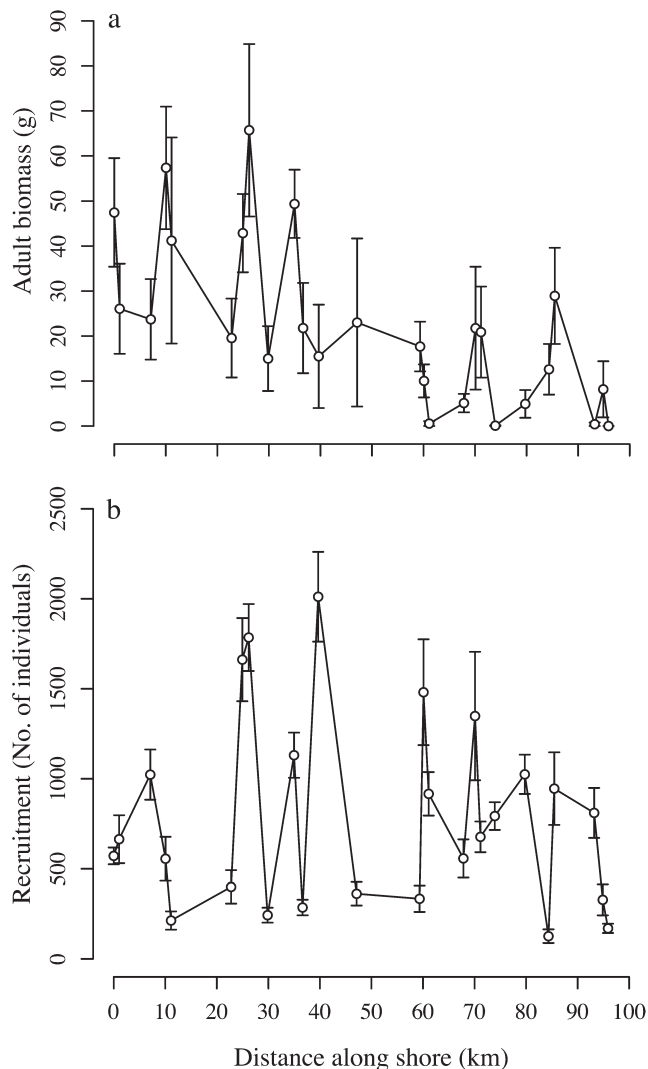 a
Adult biomass (g)
90
80
70
60
50
40
30
20
10
0
b
Recruitment (No. of individuals)
2500
2000
1500
1000
500
0
0 10 20 30 40 50 60 70 80 90 100
Distance along shore (km)